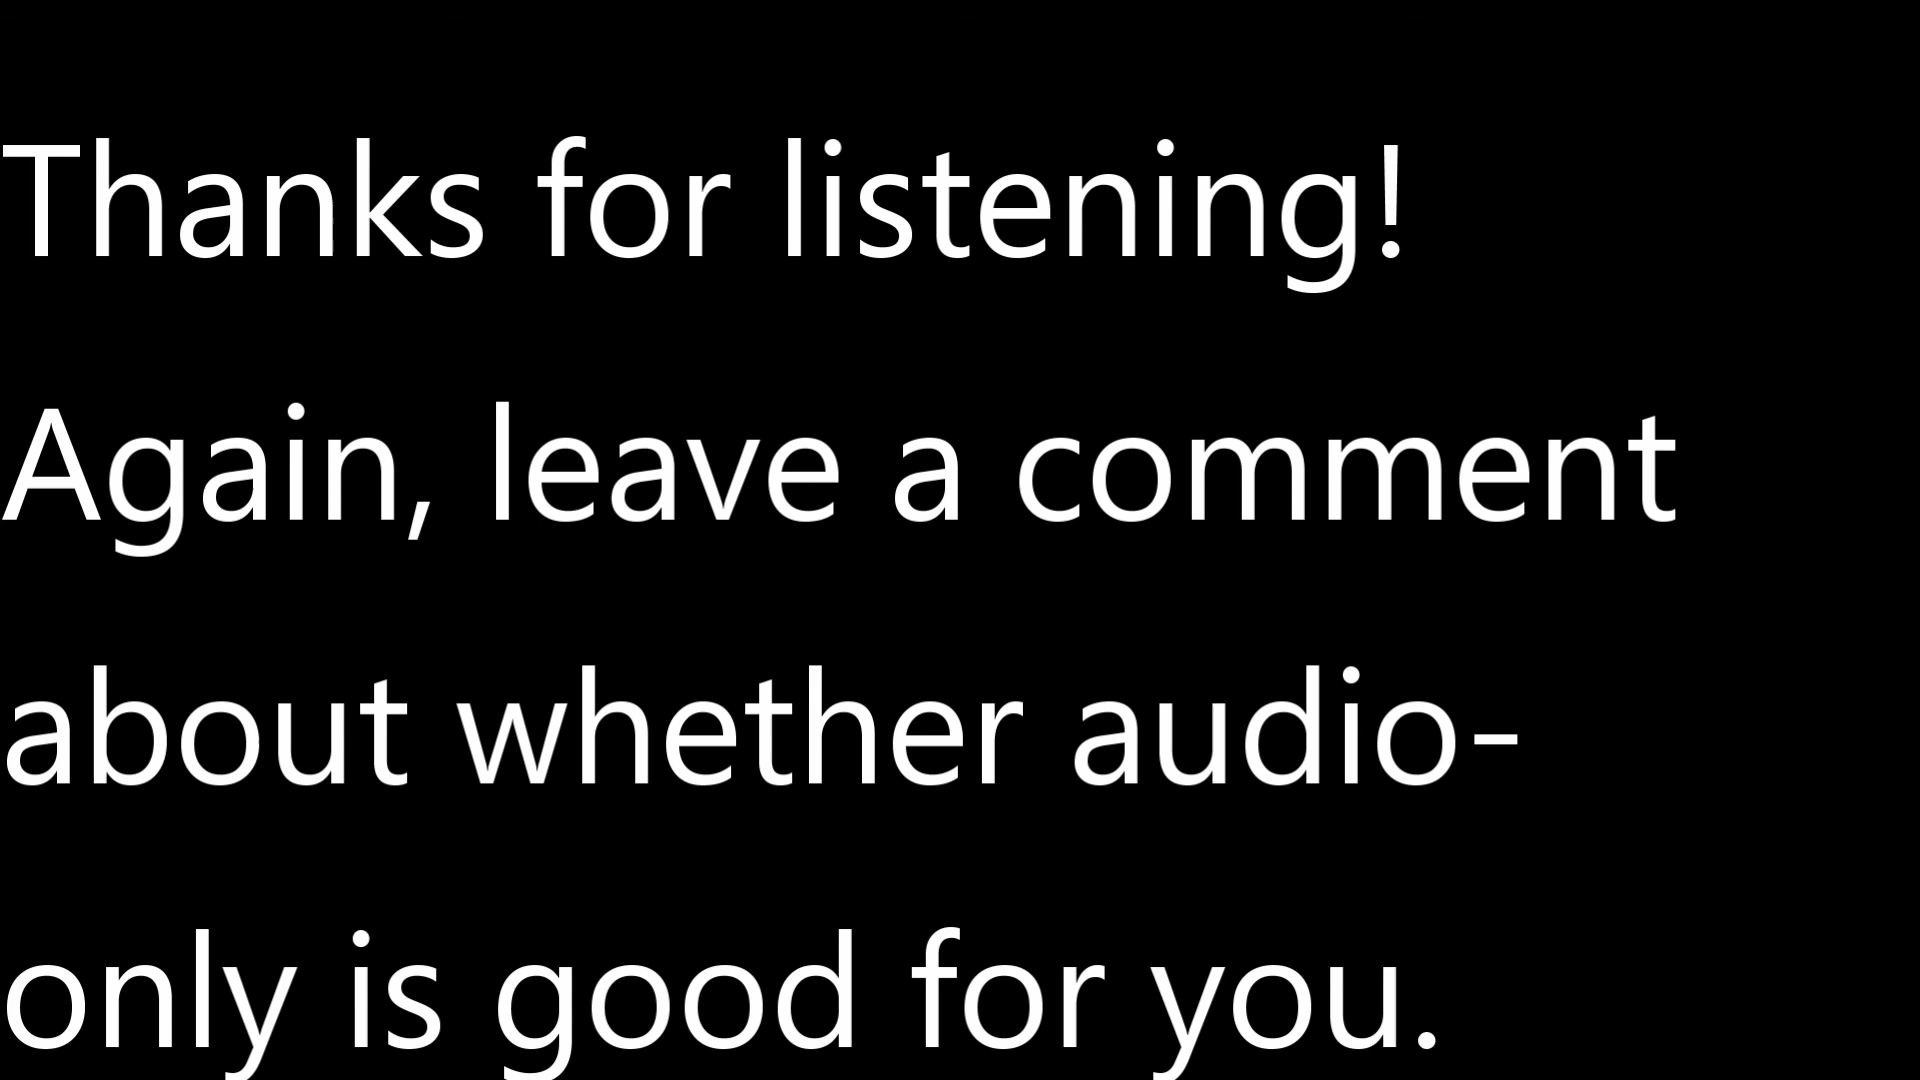 Thanks for listening!
Again, leave a comment
about whether audio-
only is good for you.